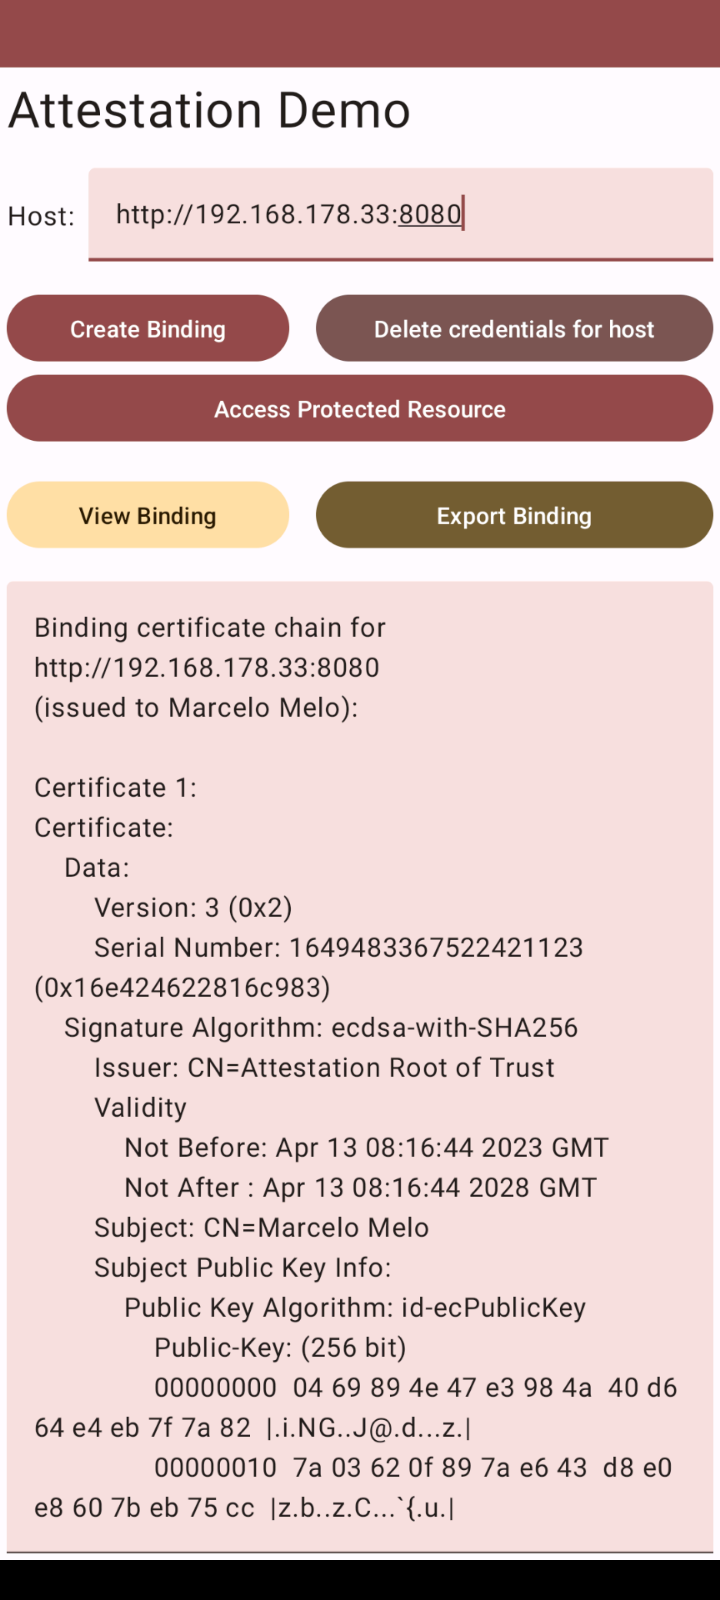 Attestation Demo
Host: http://192.168.178.33:8080
Create Binding
Delete credentials for host
Access Protected Resource
View Binding
Export Binding
Binding certificate chain for
http://192.168.178.33:8080
(issued to Marcelo Melo):
Certificate 1:
Certificate:
Data:
Version: 3 (0x2)
Serial Number: 1649483367522421123
(0x16e424622816c983)
Signature Algorithm: ecdsa-with-SHA256
Issuer: CN=Attestation Root of Trust
Validity
Not Before: Apr 13 08:16:44 2023 GMT
Not After : Apr 13 08:16:44 2028 GMT
Subject: CN=Marcelo Melo
Subject Public Key Info:
Public Key Algorithm: id-ecPublicKey
Public-Key: (256 bit)
00000000  04 69 89 4e 47 e3 98 4a  40 d6
64 e4 eb 7f 7a 82  |.i.NG..J@.d...z.|
00000010  7a 03 62 0f 89 7a e6 43  d8 e0
e8 60 7b eb 75 cc  |z.b..z.C...`{.u.|